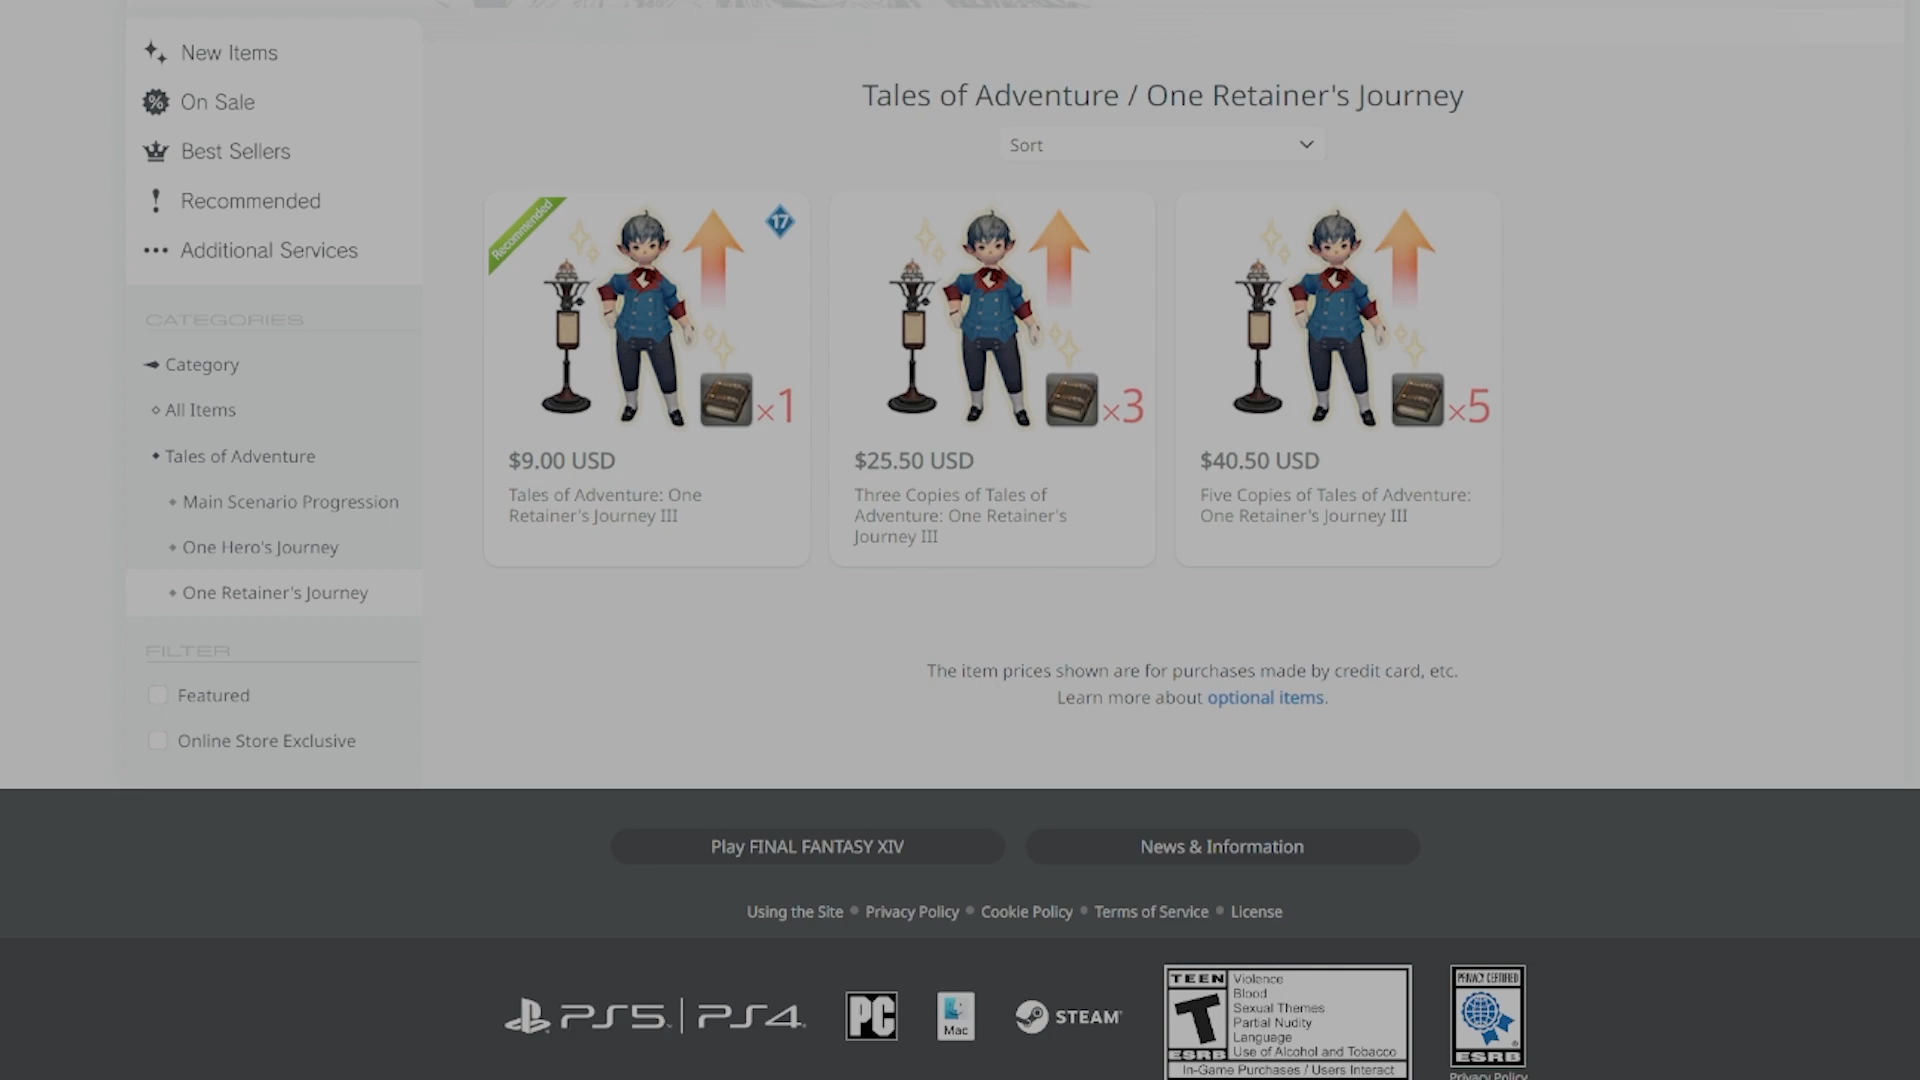 New Items
On Sale
Best Sellers
Recommended
Additional Services
CATEGORIES
Category
All Items
Tales of Adventure
Main Scenario Progression
One Hero's Journey
One Retainer's Journey
FILTER
Featured
Online Store Exclusive
Tales of Adventure / One Retainer's Journey
Sort
Recommended
17
×1
$9.00 USD
Tales of Adventure: One
Retainer's Journey III
×3
$25.50 USD
Three Copies of Tales of
Adventure: One Retainer's
Journey III
×5
$40.50 USD
Five Copies of Tales of Adventure:
One Retainer's Journey III
The item prices shown are for purchases made by credit card, etc.
Learn more about optional items.
Play FINAL FANTASY XIV
News & Information
Using the Site • Privacy Policy • Cookie Policy • Terms of Service • License
PS5 | PS4
PC
Mac
STEAM
TEEN
T
ESRB
Violence
Blood
Sexual Themes
Partial Nudity
Language
Use of Alcohol and Tobacco
In-Game Purchases / Users Interact
PRIVACY CERTIFIED
ESRB
Privacy Policy